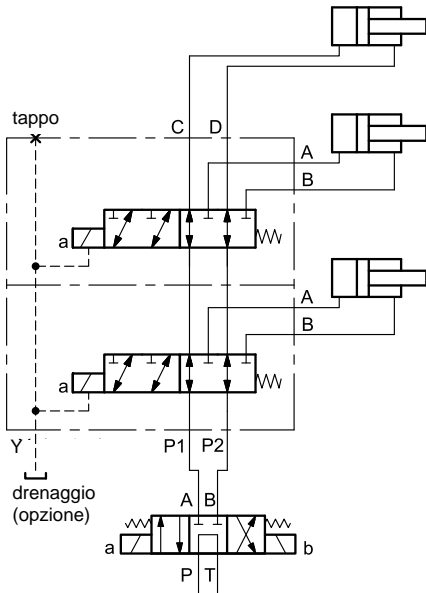 tappo
C D
A
B
a
A
B
a
Y P1 P2
drenaggio
(opzione)
A B
a b
P T